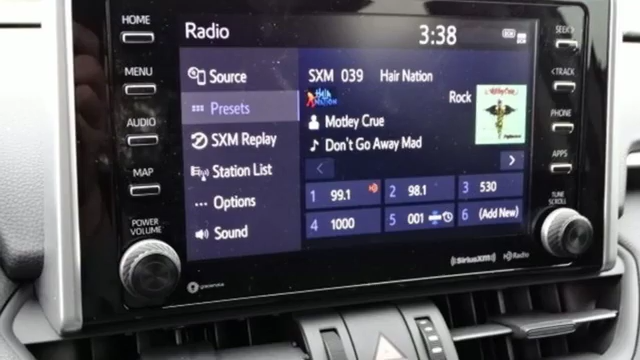 HOME
MENU
AUDIO
MAP
POWER
VOLUME
Radio
3:38
Source
Presets
SXM Replay
Station List
Options
Sound
SXM 039 Hair Nation
HAIR
NATION
Rock
Motley Crue
Don't Go Away Mad
1 99.1
2 98.1
3 530
4 1000
5 001
6 (Add New)
SiriusXM
HD Radio
SEEK>
<TRACK
PHONE
APPS
TUNE
SCROLL